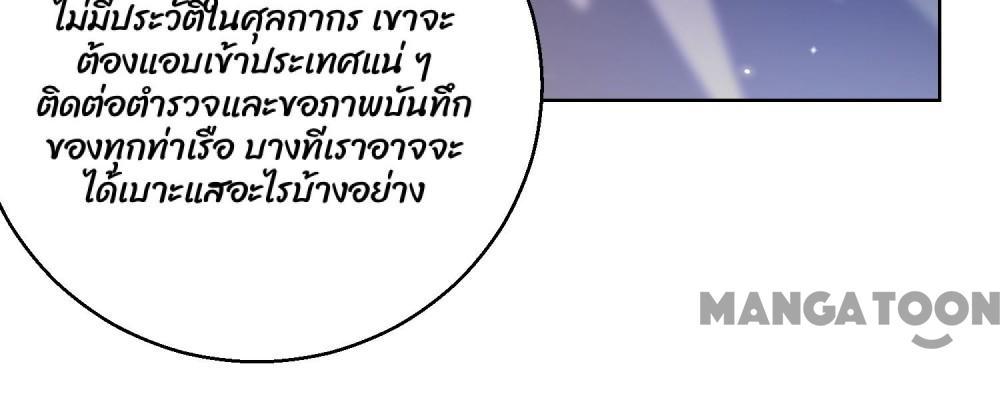 ไม่มีประวัติในศุลกากร เขาจะ
ต้องแอบเข้าประเทศแน่ ๆ
ติดต่อตำรวจและขอภาพบันทึก
ของทุกท่าเรือ บางทีเราอาจจะ
ได้เบาะแสอะไรบ้างอย่าง
MANGATOON